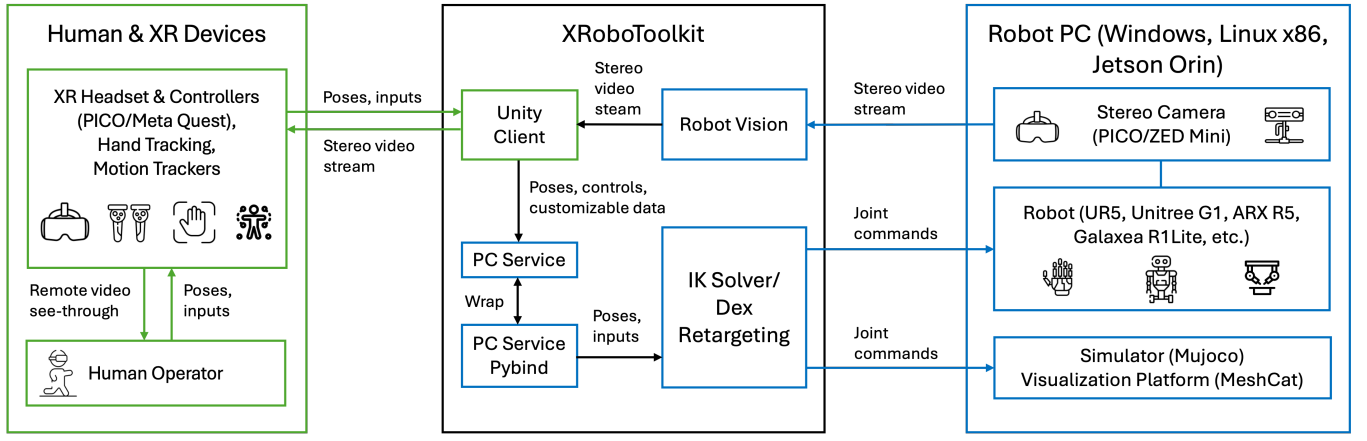 Human & XR Devices
XR Headset & Controllers
(PICO/Meta Quest),
Hand Tracking,
Motion Trackers
Remote video
see-through
Poses,
inputs
Human Operator
Poses, inputs
Stereo video
stream
XRoboToolkit
Unity
Client
Stereo
video
steam
Robot Vision
Poses, controls,
customizable data
PC Service
Wrap
PC Service
Pybind
Poses,
inputs
IK Solver/
Dex
Retargeting
Stereo video
stream
Joint
commands
Joint
commands
Robot PC (Windows, Linux x86,
Jetson Orin)
Stereo Camera
(PICO/ZED Mini)
Robot (UR5, Unitree G1, ARX R5,
Galaxea R1Lite, etc.)
Simulator (Mujoco)
Visualization Platform (MeshCat)